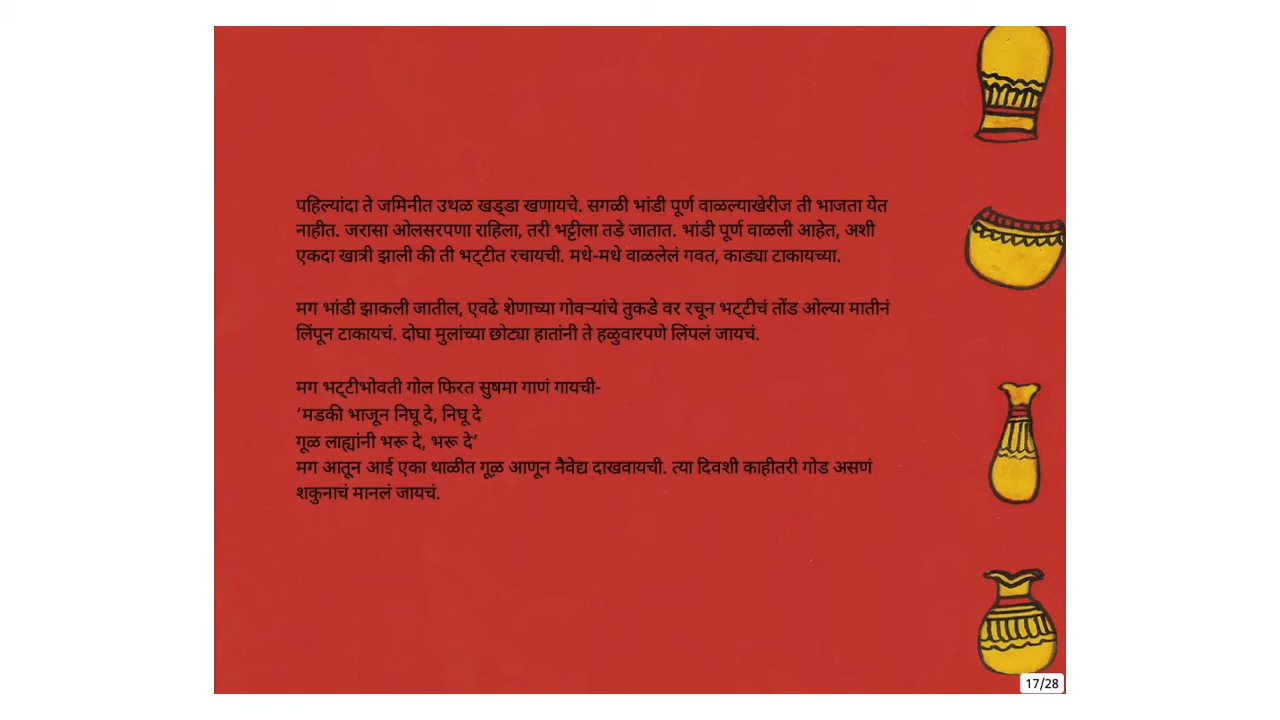 पहिल्यांदा ते जमिनीत उथळ खड्डा खणायचे. सगळी भांडी पूर्ण वाळल्याखेरीज ती भाजता येत
नाहीत. जरासा ओलसरपणा राहिला, तरी भट्टीला तडे जातात. भांडी पूर्ण वाळली आहेत, अशी
एकदा खात्री झाली की ती भट्टीत रचायची. मधे-मधे वाळलेलं गवत, काड्या टाकायच्या.
मग भांडी झाकली जातील, एवढे शेणाच्या गोवऱ्यांचे तुकडे वर रचून भट्टीचं तोंड ओल्या मातीनं
लिंपून टाकायचं. दोघा मुलांच्या छोट्या हातांनी ते हळुवारपणे लिंपलं जायचं.
मग भट्टीभोवती गोल फिरत सुषमा गाणं गायची-
‘मडकी भाजून निघू दे, निघू दे
गूळ लाह्यांनी भरू दे, भरू दे’
मग आतून आई एका थाळीत गूळ आणून नैवेद्य दाखवायची. त्या दिवशी काहीतरी गोड असणं
शकुनाचं मानलं जायचं.
17/28